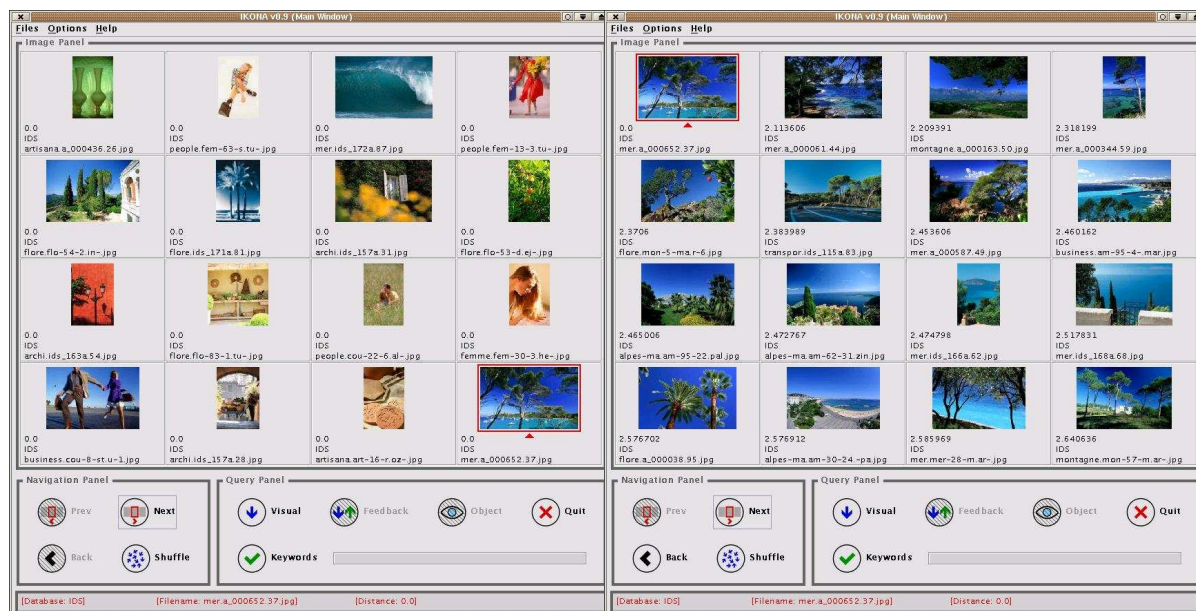 IKONA v0.9 (Main Window)
Files Options Help
Image Panel
0.0
IDS
artisana.a_000436.26.jpg
0.0
IDS
people.fem-63-s.tu-.jpg
0.0
IDS
mer.ids_172a.87.jpg
0.0
IDS
people.fem-13-3.tu-.jpg
0.0
IDS
flore.flo-54-2.in-.jpg
0.0
IDS
flore.ids_171a.81.jpg
0.0
IDS
archi.ids_157a.31.jpg
0.0
IDS
flore.flo-53-d.ej-.jpg
0.0
IDS
archi.ids_163a.54.jpg
0.0
IDS
flore.flo-83-1.tu-.jpg
0.0
IDS
people.cou-22-6.al-.jpg
0.0
IDS
femme.fem-30-3.he-.jpg
0.0
IDS
business.cou-8-st.u-1.jpg
0.0
IDS
archi.ids_157a.28.jpg
0.0
IDS
artisana.art-16-r.oz-.jpg
0.0
IDS
mer.a_000652.37.jpg
Navigation Panel
Prev Next
Back Shuffle
Query Panel
Visual Feedback Object Quit
Keywords
[Database: IDS] [Filename: mer.a_000652.37.jpg] [Distance: 0.0]
IKONA v0.9 (Main Window)
Files Options Help
Image Panel
0.0
IDS
mer.a_000652.37.jpg
2.113606
IDS
mer.a_000061.44.jpg
2.209391
IDS
montagne.a_000163.50.jpg
2.318199
IDS
mer.a_000344.59.jpg
2.3706
IDS
flore.mon-5-ma.r-6.jpg
2.383989
IDS
transpor.ids_115a.83.jpg
2.453606
IDS
mer.a_000587.49.jpg
2.460162
IDS
business.am-95-4-.mar.jpg
2.465006
IDS
alpes-ma.am-95-22.pal.jpg
2.472767
IDS
alpes-ma.am-62-31.zin.jpg
2.474798
IDS
mer.ids_166a.62.jpg
2.517831
IDS
mer.ids_168a.68.jpg
2.576702
IDS
flore.a_000038.95.jpg
2.576912
IDS
alpes-ma.am-30-24.-pa.jpg
2.585969
IDS
mer.mer-28-m.ar-.jpg
2.640636
IDS
montagne.mon-57-m.ar-.jpg
Navigation Panel
Prev Next
Back Shuffle
Query Panel
Visual Feedback Object Quit
Keywords
[Database: IDS] [Filename: mer.a_000652.37.jpg] [Distance: 0.0]